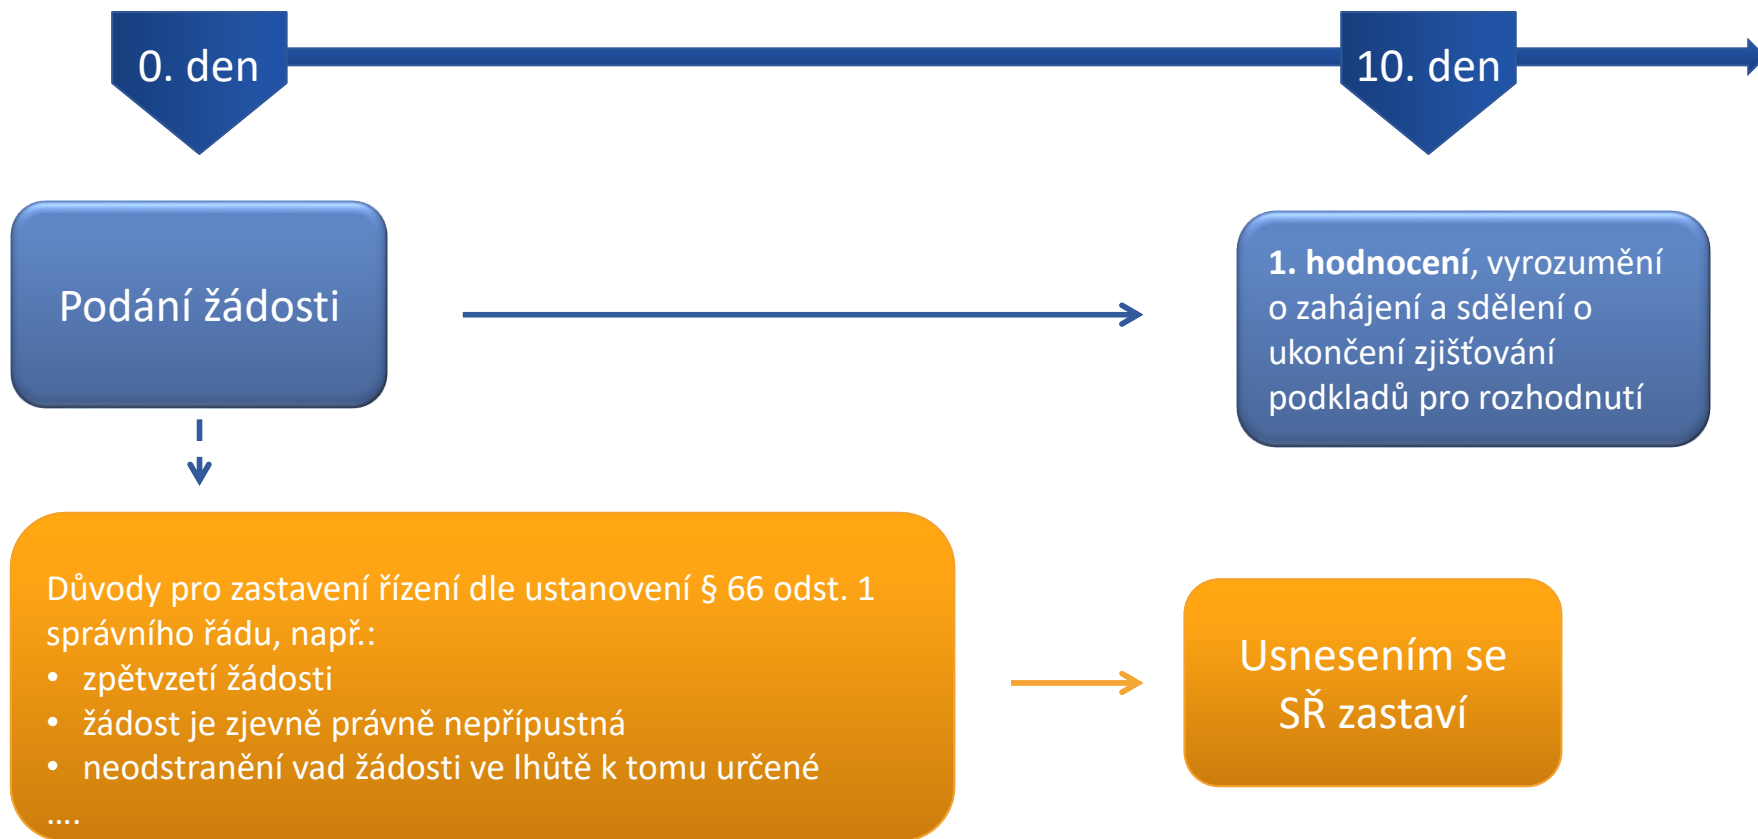 0. den
10. den
Podání žádosti
1. hodnocení, vyrozumění
o zahájení a sdělení o
ukončení zjišťování
podkladů pro rozhodnutí
Důvody pro zastavení řízení dle ustanovení § 66 odst. 1
správního řádu, např.:
• zpětvzetí žádosti
• žádost je zjevně právně nepřípustná
• neodstranění vad žádosti ve lhůtě k tomu určené
....
Usnesením se
SŘ zastaví